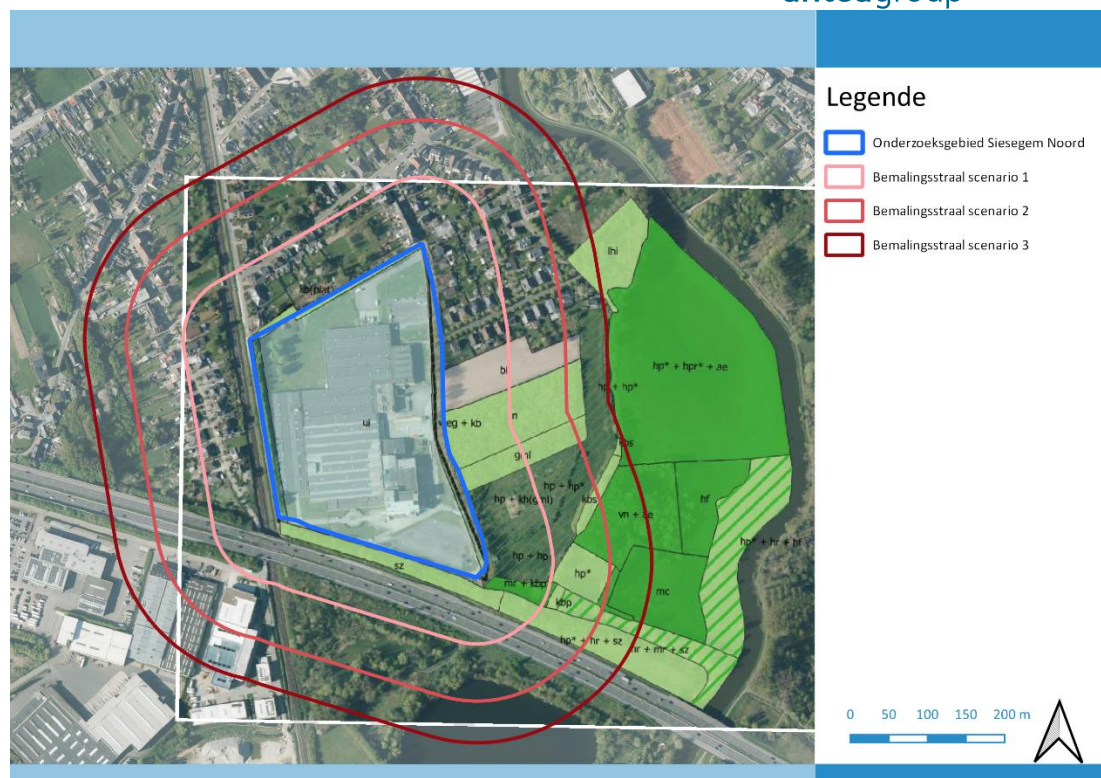 anteagroup
Legende
Onderzoeksgebied Siesegem Noord
Bemalingsstraal scenario 1
Bemalingsstraal scenario 2
Bemalingsstraal scenario 3
kb(plat)
lhi
hp* + hpr* + ae
hp + hp*
bl
n
weg + kb
ui
gml
kbs
hp + hp*
hp + kh(gml)
kbs
hf
vn + ae
hp* + hr + hf
hp + hp
hp*
sz
mr + kbp
mc
kbp
hp* + hr + sz
hr + mr + sz
0 50 100 150 200 m